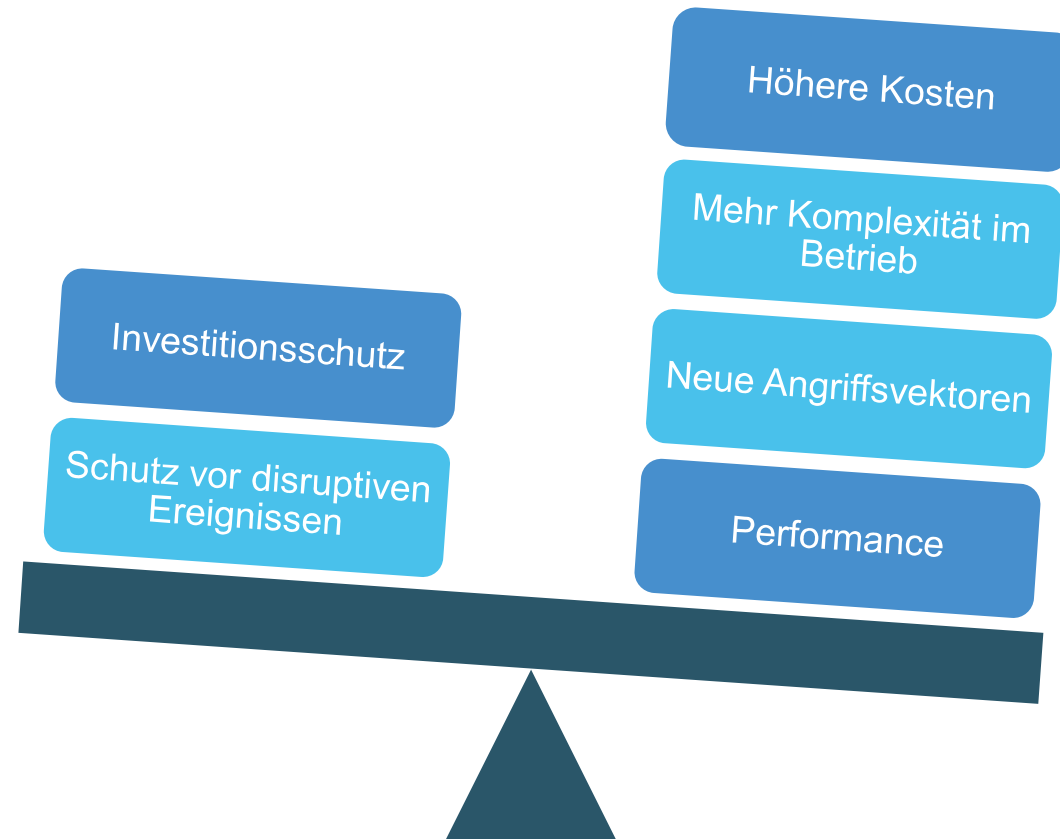 Investitionsschutz
Schutz vor disruptiven
Ereignissen
Höhere Kosten
Mehr Komplexität im
Betrieb
Neue Angriffsvektoren
Performance